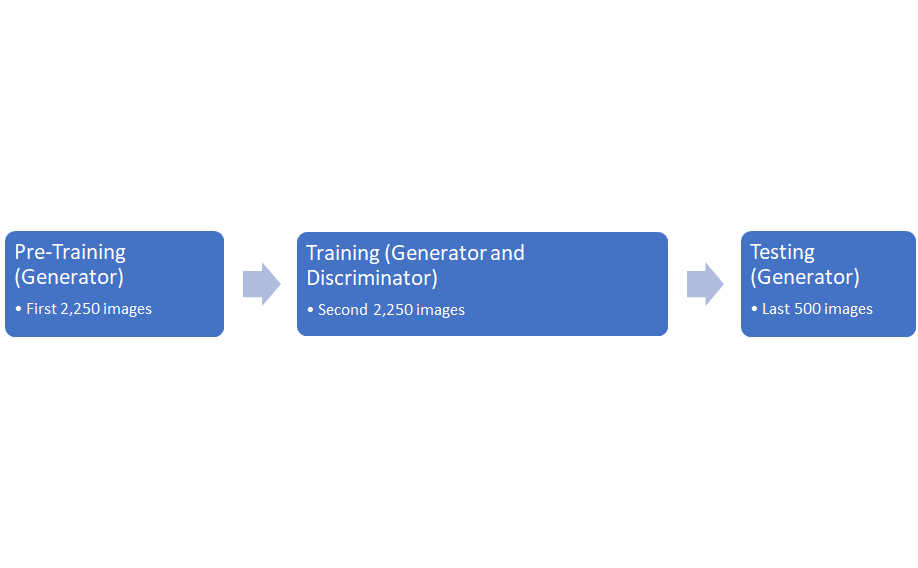 Pre-Training
(Generator)
• First 2,250 images
Training (Generator and
Discriminator)
• Second 2,250 images
Testing
(Generator)
• Last 500 images